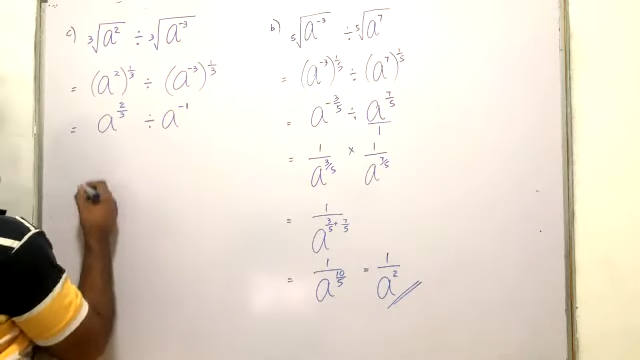 c) ∛a² ÷ ∛a⁻³
= (a²)^(1/3) ÷ (a⁻³)^(1/3)
= a^(2/3) ÷ a⁻¹
b) ⁵√a⁻³ ÷ ⁵√a⁷
= (a⁻³)^(1/5) ÷ (a⁷)^(1/5)
= a^(-3/5) ÷ a^(7/5)/1
= 1/a^(3/5) × 1/a^(7/5)
= 1/a^(3/5 + 7/5)
= 1/a^(10/5) = 1/a²